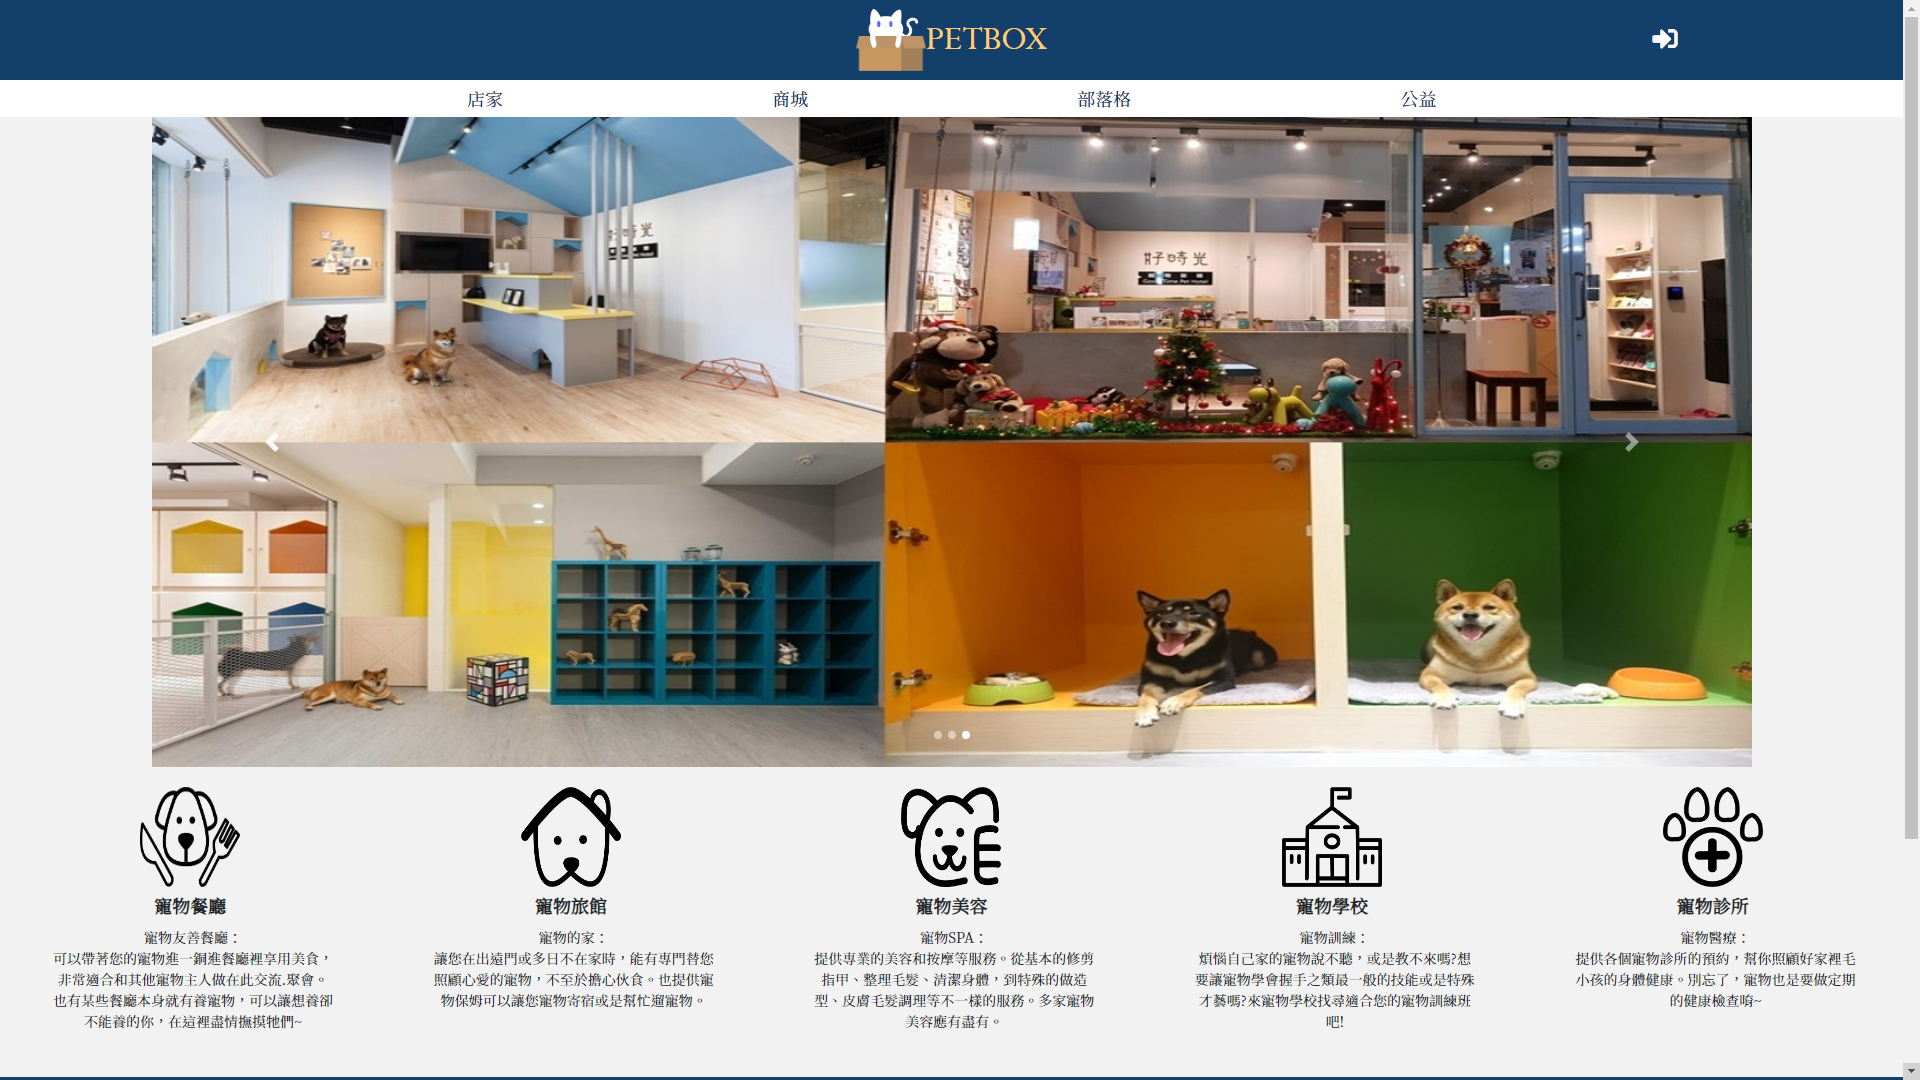 PETBOX
店家
商城
部落格
公益
好時光
Good Time Pet Hotel
寵物餐廳
寵物友善餐廳：
可以帶著您的寵物進一銅進餐廳裡享用美食，
非常適合和其他寵物主人做在此交流.聚會。
也有某些餐廳本身就有養寵物，可以讓想養卻
不能養的你，在這裡盡情撫摸牠們~
寵物旅館
寵物的家：
讓您在出遠門或多日不在家時，能有専門替您
照顧心愛的寵物，不至於擔心伙食。也提供寵
物保姆可以讓您寵物寄宿或是幫忙遛寵物。
寵物美容
寵物SPA：
提供專業的美容和按摩等服務。從基本的修剪
指甲、整理毛髮、清潔身體，到特殊的做造
型、皮膚毛髮調理等不一樣的服務。多家寵物
美容應有盡有。
寵物學校
寵物訓練：
煩惱自己家的寵物說不聽，或是教不來嗎?想
要讓寵物學會握手之類最一般的技能或是特殊
才藝嗎?來寵物學校找尋適合您的寵物訓練班
吧!
寵物診所
寵物醫療：
提供各個寵物診所的預約，幫你照顧好家裡毛
小孩的身體健康。別忘了，寵物也是要做定期
的健康檢查唷~